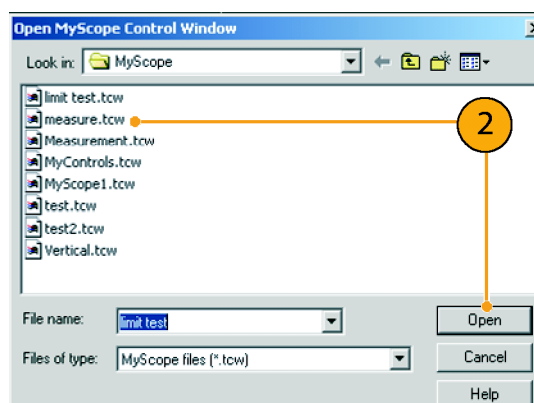 Open MyScope Control Window
Look in: MyScope
limit test.tcw
measure.tcw
Measurement.tcw
MyControls.tcw
MyScope1.tcw
test.tcw
test2.tcw
Vertical.tcw
2
File name: limit test Open
Files of type: MyScope files (*.tcw) Cancel
Help